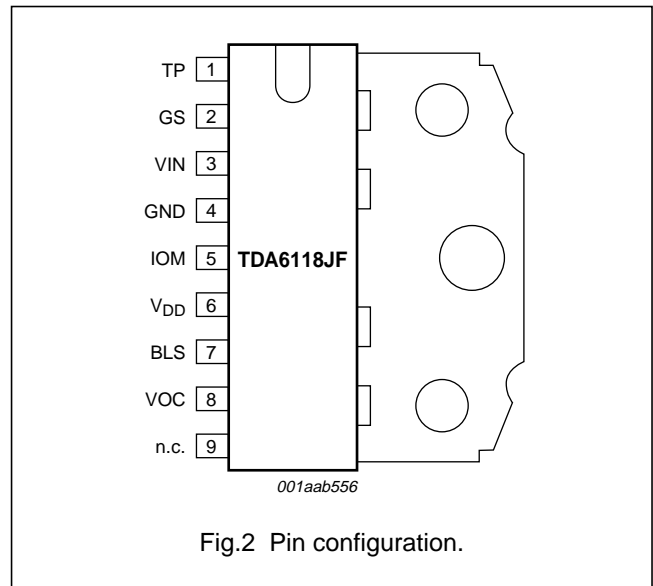 TP 1
GS 2
VIN 3
GND 4
IOM 5 TDA6118JF
VDD 6
BLS 7
VOC 8
n.c. 9
001aab556
Fig.2 Pin configuration.